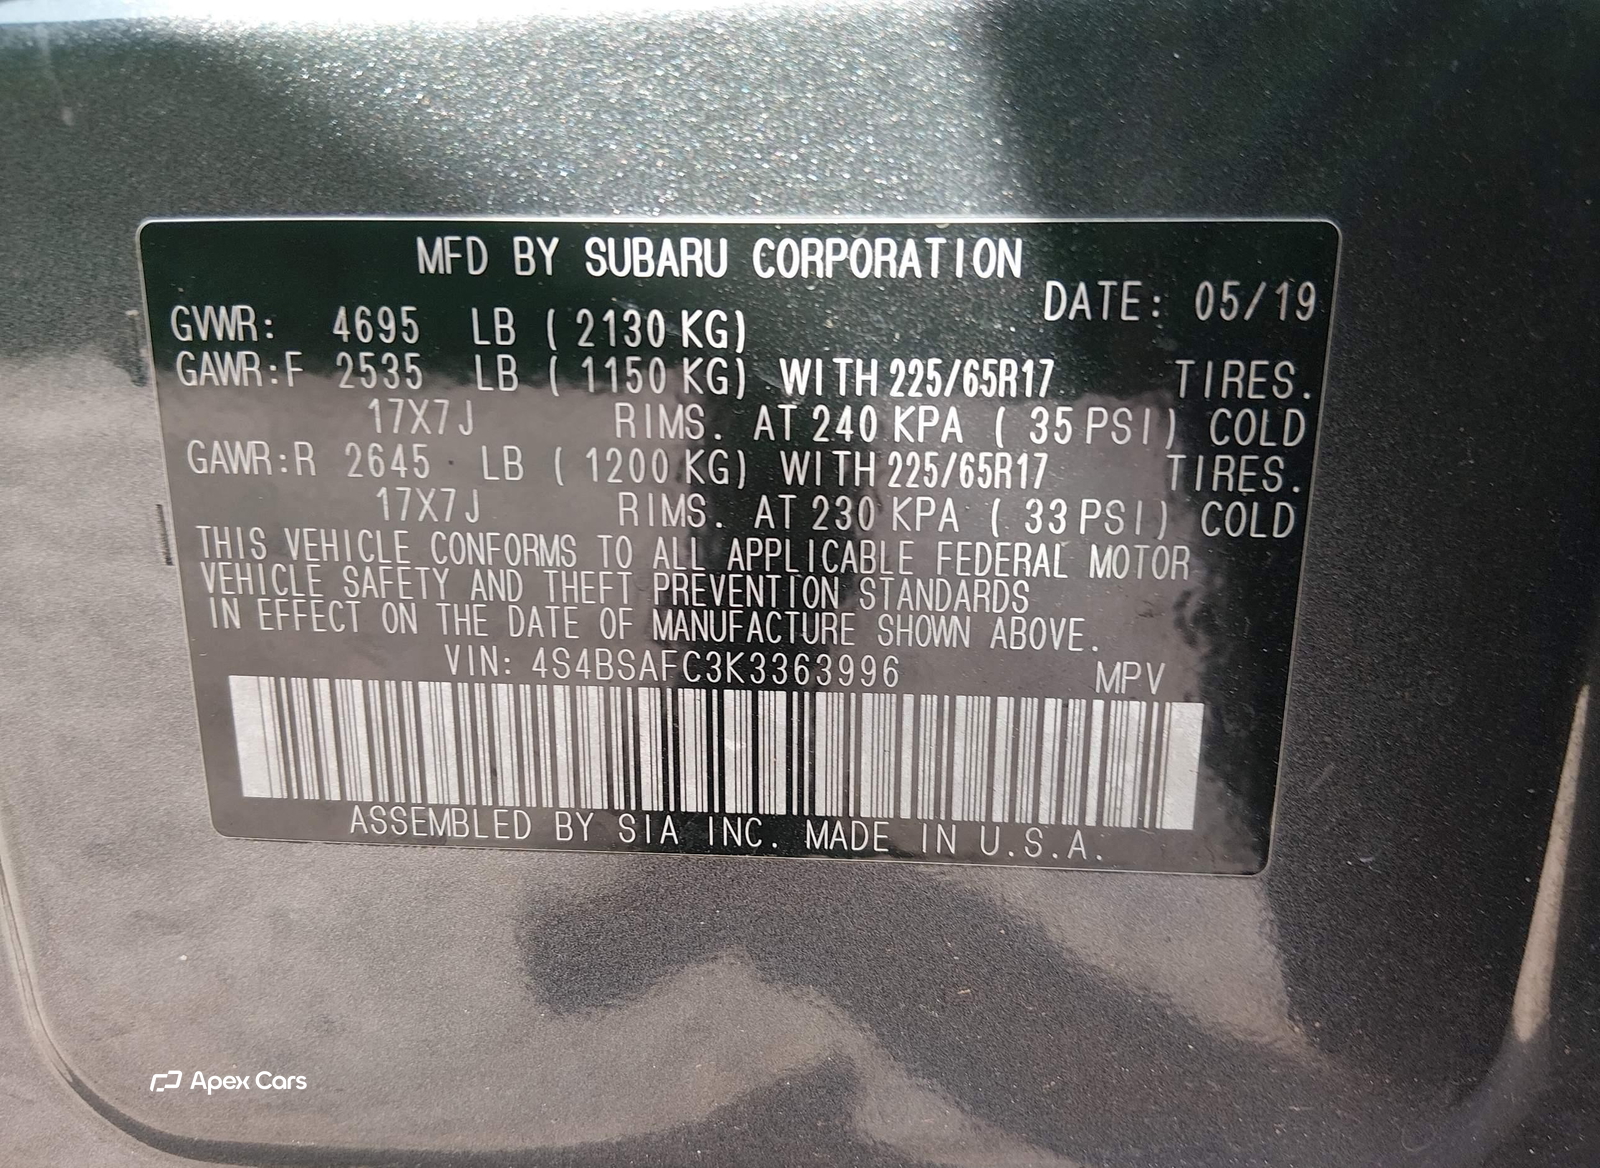 MFD BY SUBARU CORPORATION
DATE: 05/19
GVWR: 4695 LB ( 2130 KG)
GAWR:F 2535 LB ( 1150 KG) WITH 225/65R17 TIRES.
17X7J RIMS. AT 240 KPA ( 35 PSI) COLD
GAWR:R 2645 LB ( 1200 KG) WITH 225/65R17 TIRES.
17X7J RIMS. AT 230 KPA ( 33 PSI) COLD
THIS VEHICLE CONFORMS TO ALL APPLICABLE FEDERAL MOTOR
VEHICLE SAFETY AND THEFT PREVENTION STANDARDS
IN EFFECT ON THE DATE OF MANUFACTURE SHOWN ABOVE.
VIN: 4S4BSAFC3K3363996 MPV
ASSEMBLED BY SIA INC. MADE IN U.S.A.
Apex Cars